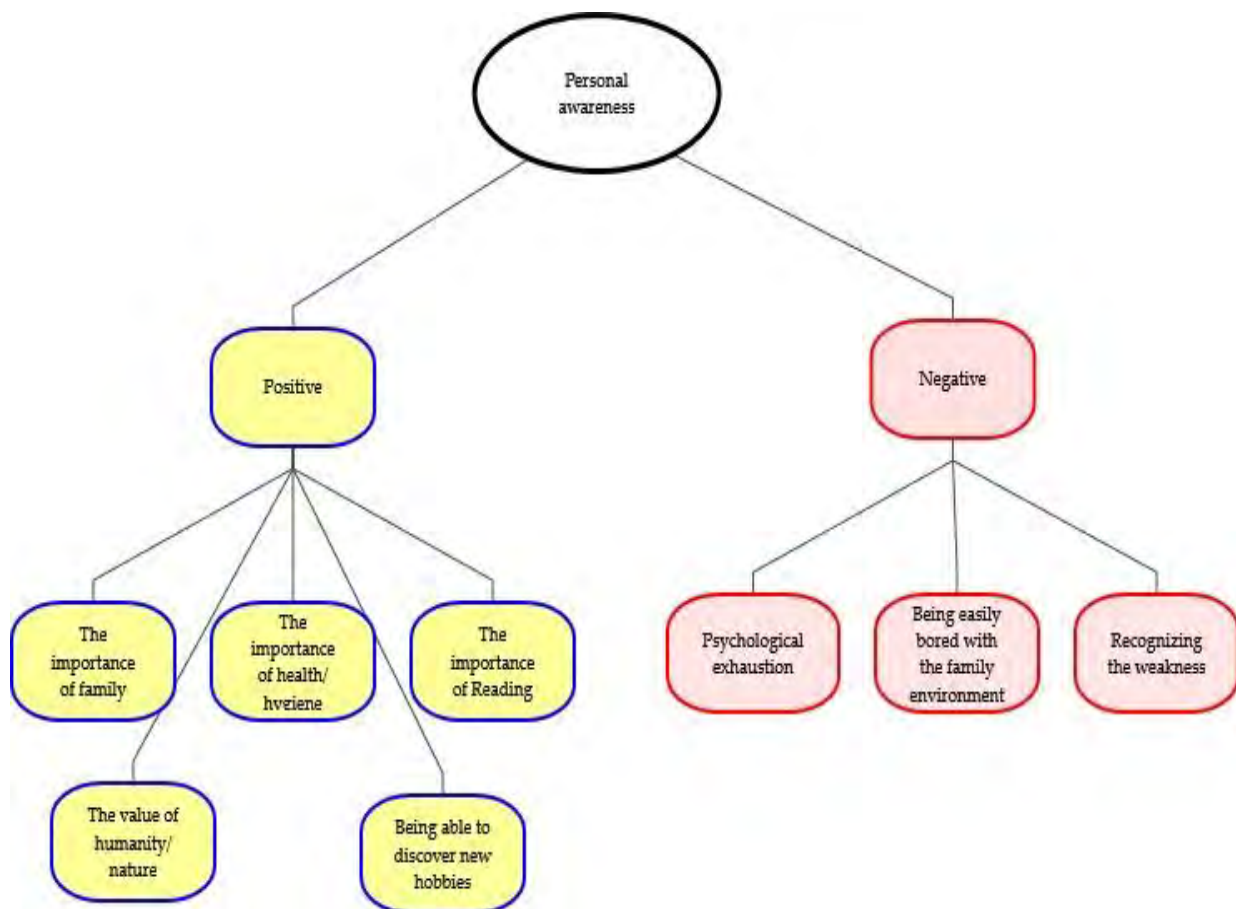 Personal
awareness
Positive
Negative
The
importance
of family
The
importance
of health/
hygiene
The
importance
of Reading
Psychological
exhaustion
Being easily
bored with
the family
environment
Recognizing
the weakness
The value of
humanity/
nature
Being able to
discover new
hobbies